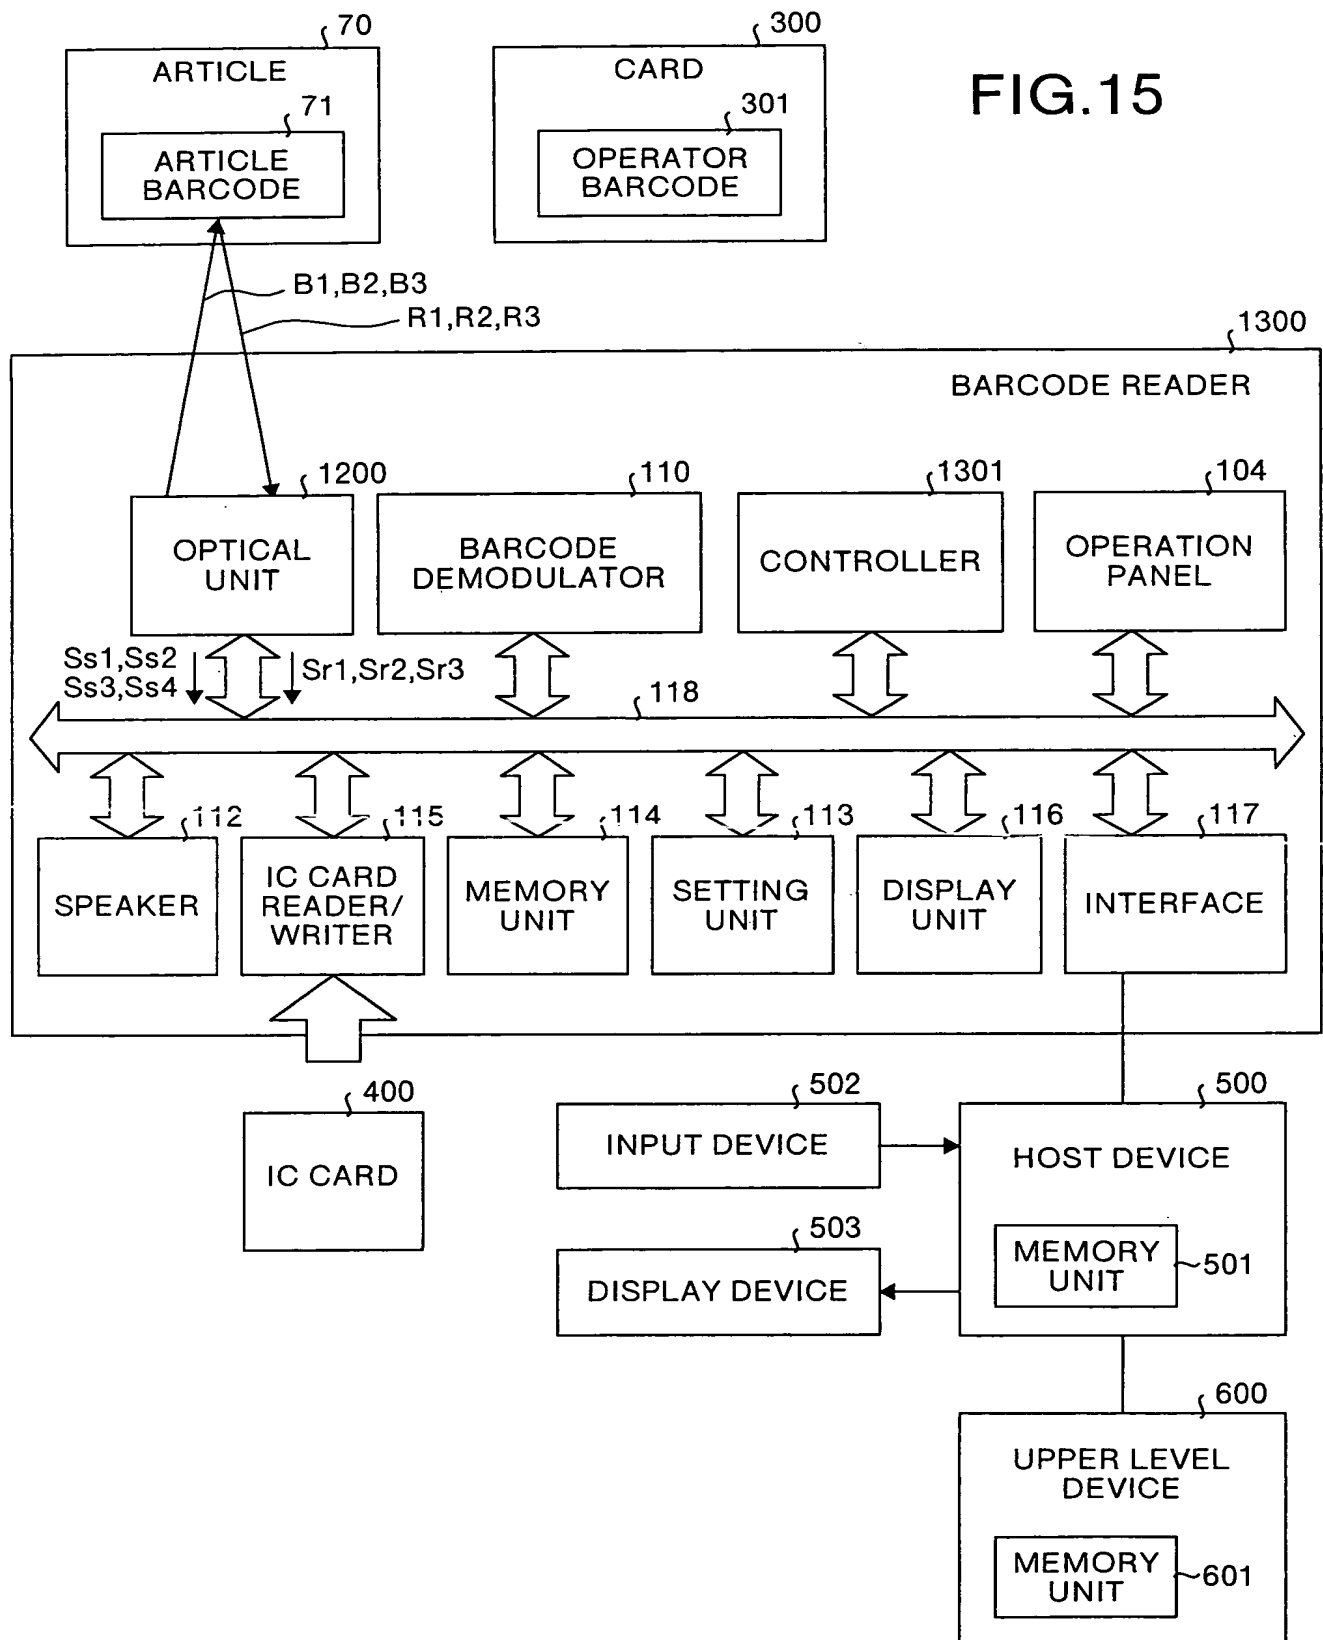 70
300
ARTICLE
CARD
FIG.15
71
301
ARTICLE
BARCODE
OPERATOR
BARCODE
B1,B2,B3
R1,R2,R3
1300
BARCODE READER
1200
110
1301
104
OPTICAL
UNIT
BARCODE
DEMODULATOR
CONTROLLER
OPERATION
PANEL
Ss1,Ss2
Ss3,Ss4
Sr1,Sr2,Sr3
118
112
115
114
113
116
117
SPEAKER
IC CARD
READER/
WRITER
MEMORY
UNIT
SETTING
UNIT
DISPLAY
UNIT
INTERFACE
400
IC CARD
502
INPUT DEVICE
500
HOST DEVICE
503
DISPLAY DEVICE
MEMORY
UNIT
501
600
UPPER LEVEL
DEVICE
MEMORY
UNIT
601